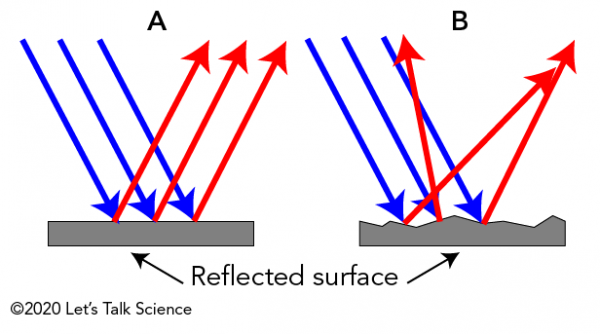 A
B
Reflected surface
©2020 Let's Talk Science